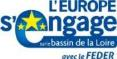 L'EUROPE
s'engage
sur le bassin de la Loire
avec le FEDER